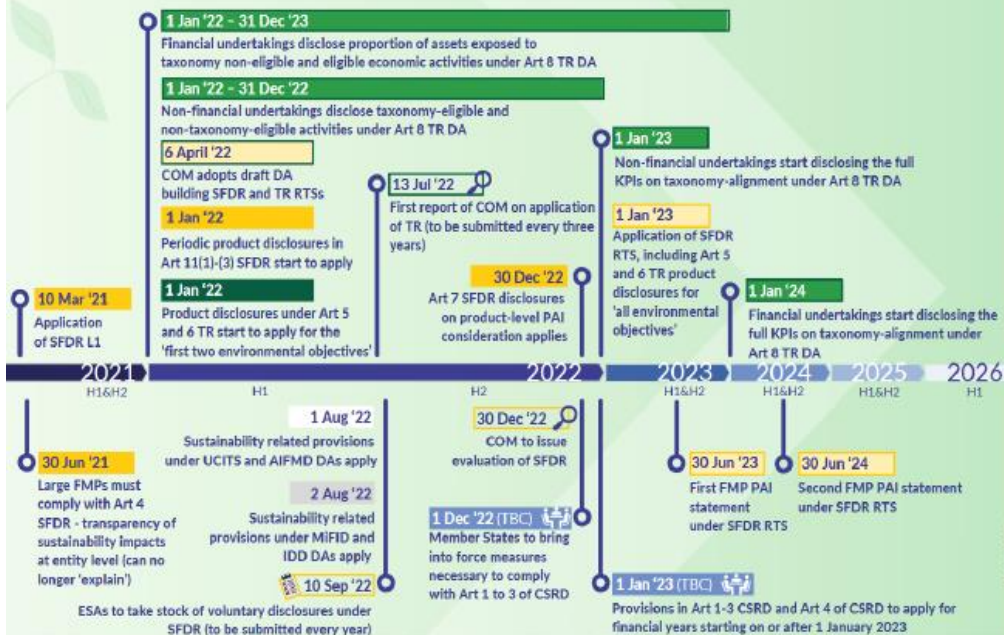 1 Jan '22 – 31 Dec '23
Financial undertakings disclose proportion of assets exposed to
taxonomy non-eligible and eligible economic activities under Art 8 TR DA
1 Jan '22 – 31 Dec '22
Non-financial undertakings disclose taxonomy-eligible and
non-taxonomy-eligible activities under Art 8 TR DA
6 April '22
COM adopts draft DA
building SFDR and TR RTSs
1 Jan '22
Periodic product disclosures in
Art 11(1)-(3) SFDR start to apply
1 Jan '22
Product disclosures under Art 5
and 6 TR start to apply for the
'first two environmental objectives'
10 Mar '21
Application
of SFDR L1
13 Jul '22
First report of COM on application
of TR (to be submitted every three
years)
30 Dec '22
Art 7 SFDR disclosures
on product-level PAI
consideration applies
1 Jan '23
Non-financial undertakings start disclosing the full
KPIs on taxonomy-alignment under Art 8 TR DA
1 Jan '23
Application of SFDR
RTS, including Art 5
and 6 TR product
disclosures for
'all environmental
objectives'
1 Jan '24
Financial undertakings start disclosing the
full KPIs on taxonomy-alignment under
Art 8 TR DA
2021 2022 2023 2024 2025 2026
H1&H2 H1 H2 H1&H2 H1&H2 H1&H2 H1
30 Jun '21
Large FMPs must
comply with Art 4
SFDR - transparency of
sustainability impacts
at entity level (can no
longer 'explain')
1 Aug '22
Sustainability related provisions
under UCITS and AIFMD DAs apply
2 Aug '22
Sustainability related
provisions under MiFID and
IDD DAs apply
10 Sep '22
ESAs to take stock of voluntary disclosures under
SFDR (to be submitted every year)
30 Dec '22
COM to issue
evaluation of SFDR
1 Dec '22 (TBC)
Member States to bring
into force measures
necessary to comply
with Art 1 to 3 of CSRD
1 Jan '23 (TBC)
Provisions in Art 1-3 CSRD and Art 4 of CSRD to apply for
financial years starting on or after 1 January 2023
30 Jun '23
First FMP PAI
statement
under SFDR RTS
30 Jun '24
Second FMP PAI statement
under SFDR RTS